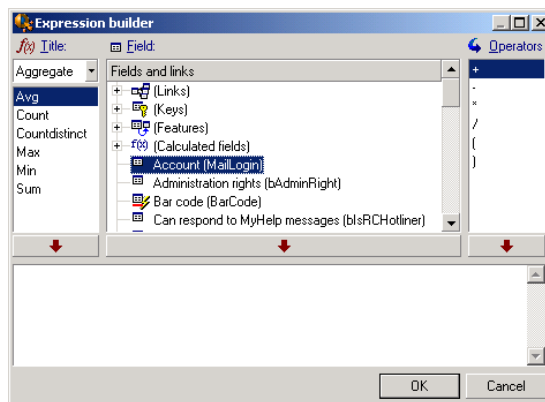 Expression builder
f(x) Title:
Field:
Operators
Aggregate
Fields and links
Avg
Count
Countdistinct
Max
Min
Sum
(Links)
(Keys)
(Features)
f(x) (Calculated fields)
Account (MailLogin)
Administration rights (bAdminRight)
Bar code (BarCode)
Can respond to MyHelp messages (bIsRCHotliner)
+
-
*
/
(
)
OK
Cancel